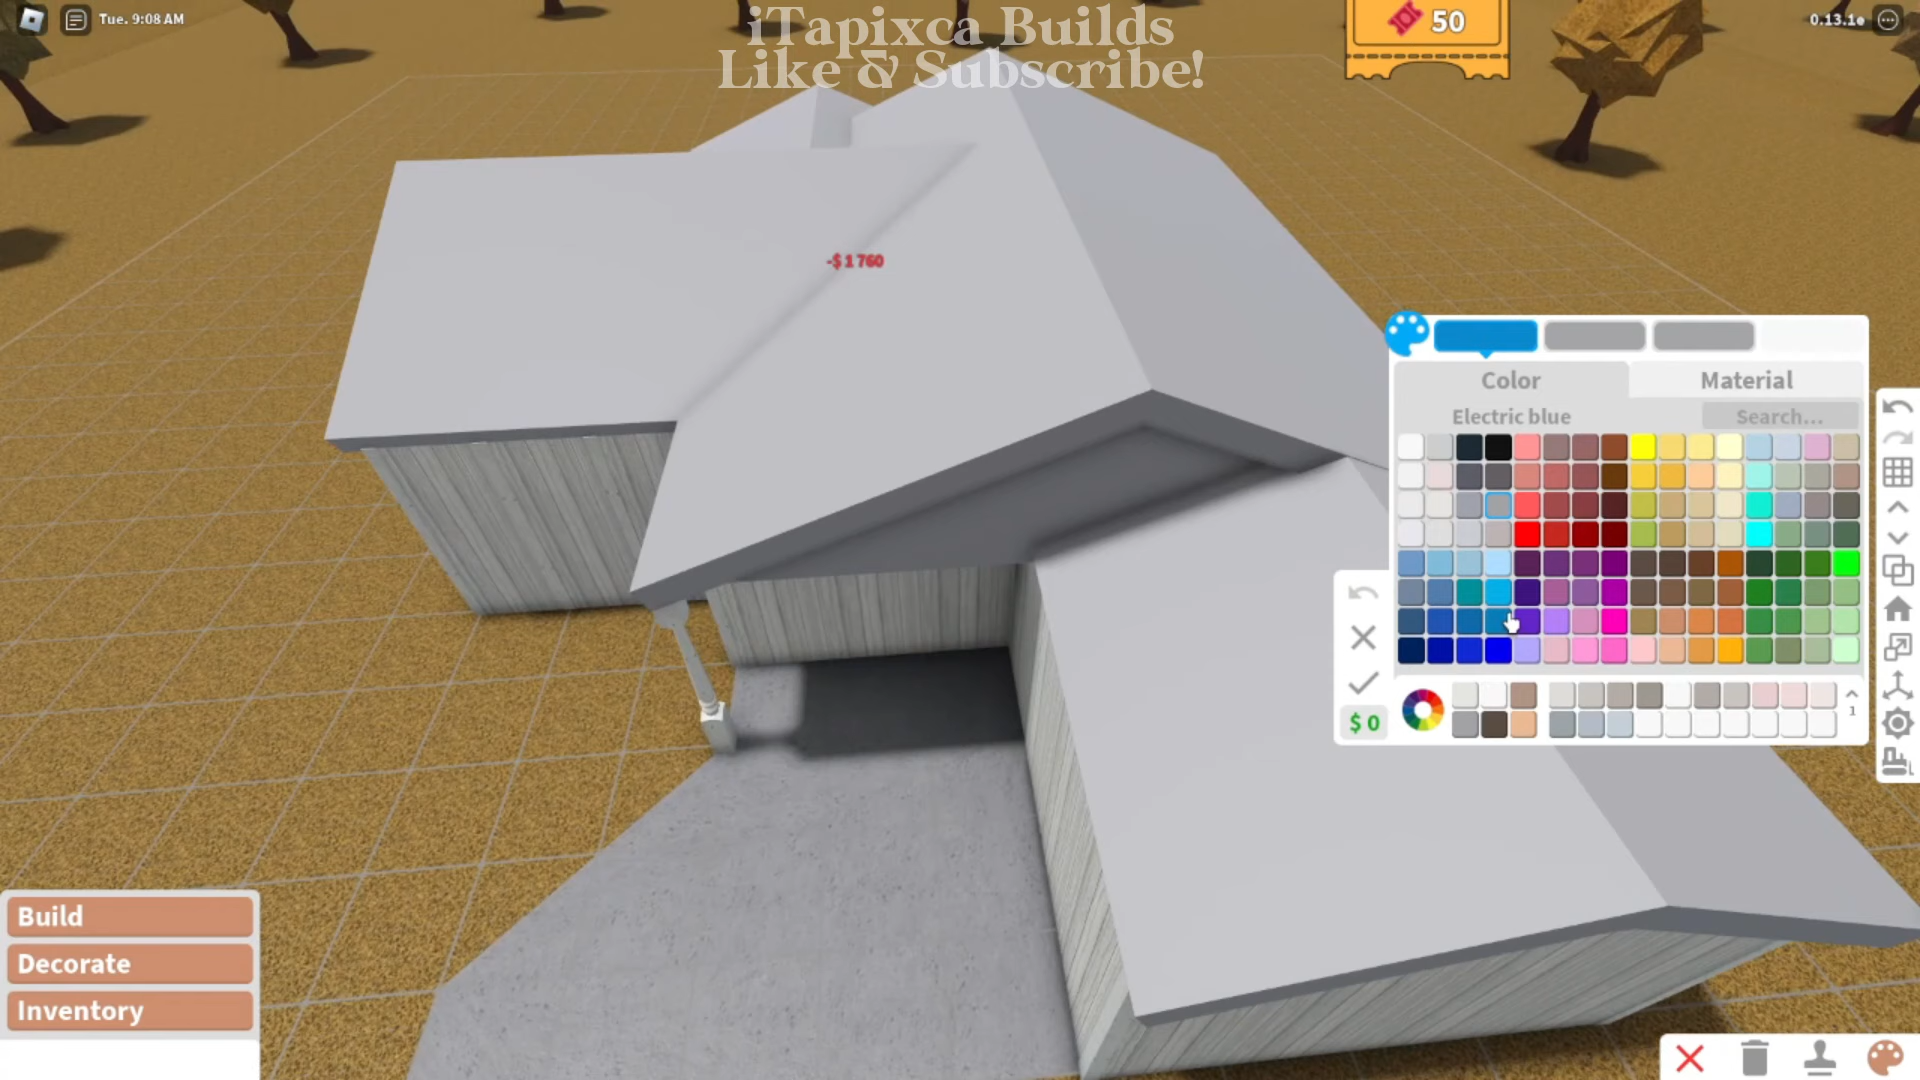 Tue. 9:08 AM
iTapixca Builds
Like & Subscribe!
50
0.13.1e
-$1760
Color
Material
Electric blue
Search...
$ 0
1
Build
Decorate
Inventory